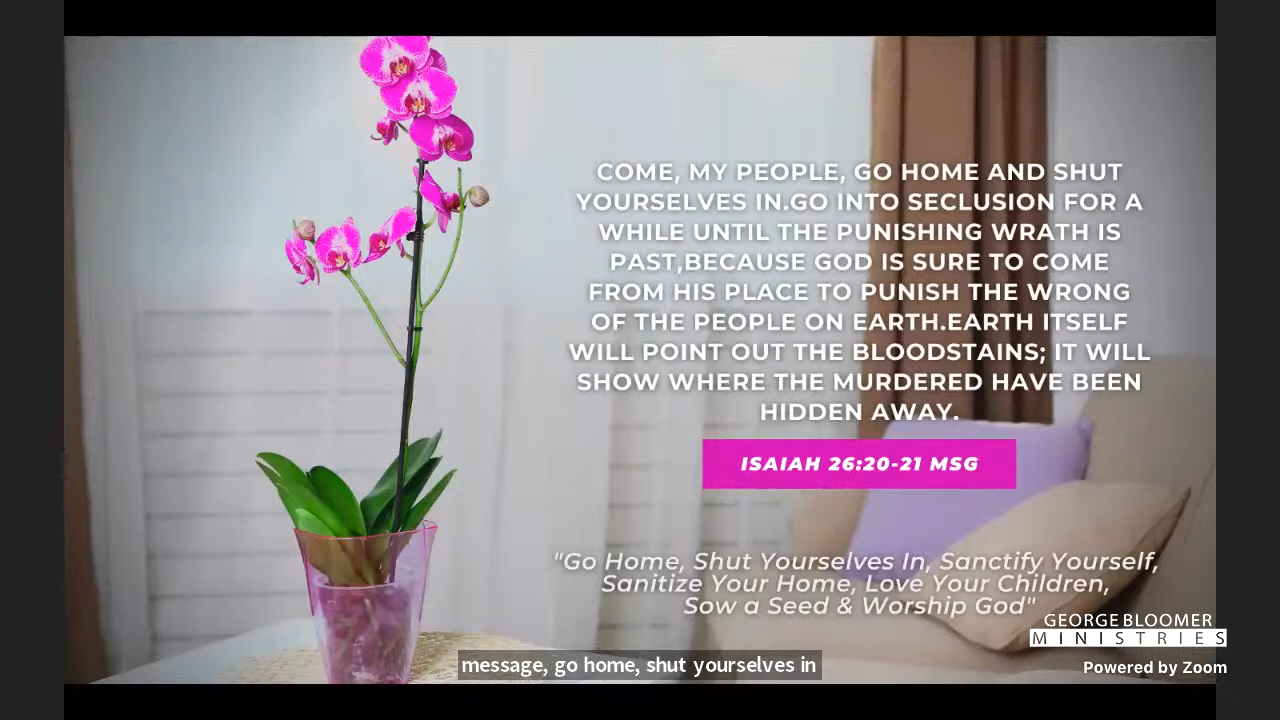 COME, MY PEOPLE, GO HOME AND SHUT
YOURSELVES IN.GO INTO SECLUSION FOR A
WHILE UNTIL THE PUNISHING WRATH IS
PAST,BECAUSE GOD IS SURE TO COME
FROM HIS PLACE TO PUNISH THE WRONG
OF THE PEOPLE ON EARTH.EARTH ITSELF
WILL POINT OUT THE BLOODSTAINS; IT WILL
SHOW WHERE THE MURDERED HAVE BEEN
HIDDEN AWAY.
ISAIAH 26:20-21 MSG
"Go Home, Shut Yourselves In, Sanctify Yourself,
Sanitize Your Home, Love Your Children,
Sow a Seed & Worship God"
GEORGE BLOOMER
MINISTRIES
message, go home, shut yourselves in
Powered by Zoom